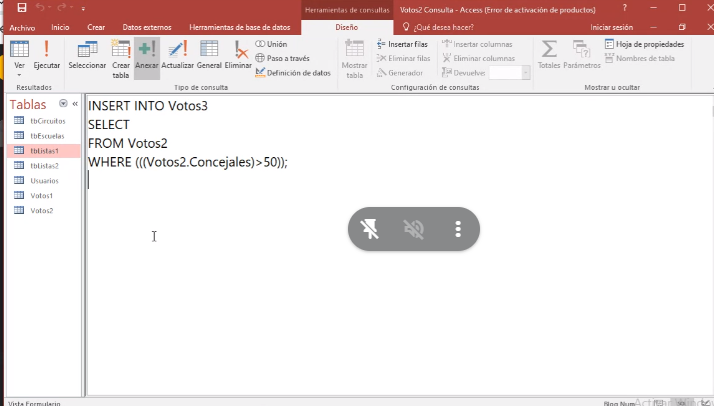 Herramientas de consultas
Votos2 Consulta - Access (Error de activación de productos)
?
Archivo Inicio Crear Datos externos Herramientas de base de datos Diseño ¿Qué desea hacer? Iniciar sesión
Ver
Ejecutar
Resultados
Seleccionar
Crear tabla
Anexar
Actualizar
General
Eliminar
Unión
Paso a través
Definición de datos
Tipo de consulta
Mostrar tabla
Insertar filas
Eliminar filas
Generador
Insertar columnas
Eliminar columnas
Devuelve:
Configuración de consultas
Totales
Parámetros
Hoja de propiedades
Nombres de tabla
Mostrar u ocultar
Tablas
tbCircuitos
tbEscuelas
tbListas1
tbListas2
Usuarios
Votos1
Votos2
INSERT INTO Votos3
SELECT
FROM Votos2
WHERE (((Votos2.Concejales)>50));
Vista Formulario
Bloq Num